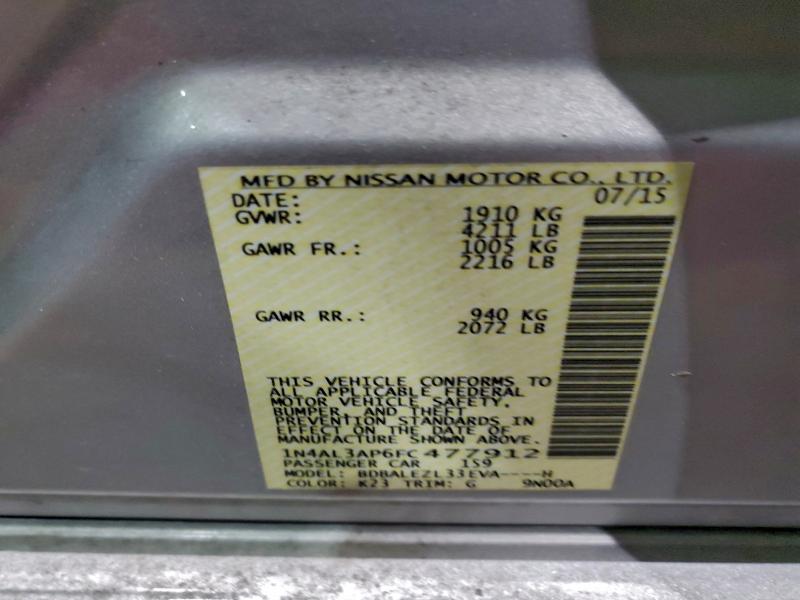 MFD BY NISSAN MOTOR CO., LTD.
DATE: 07/15
GVWR: 1910 KG
4211 LB
GAWR FR.: 1005 KG
2216 LB
GAWR RR.: 940 KG
2072 LB
THIS VEHICLE CONFORMS TO
ALL APPLICABLE FEDERAL
MOTOR VEHICLE SAFETY,
BUMPER, AND THEFT
PREVENTION STANDARDS IN
EFFECT ON THE DATE OF
MANUFACTURE SHOWN ABOVE.
1N4AL3AP6FC477912
PASSENGER CAR 159
MODEL: BDBALEZL33EVA----H
COLOR: K23 TRIM: G 9N00A